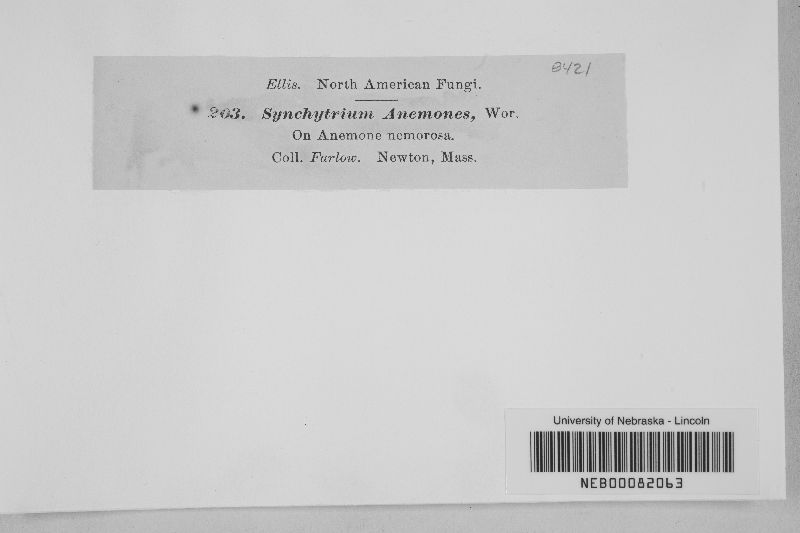 8421
Ellis. North American Fungi.
203. Synchytrium Anemones, Wor.
On Anemone nemorosa.
Coll. Farlow. Newton, Mass.
University of Nebraska - Lincoln
NEB00082063